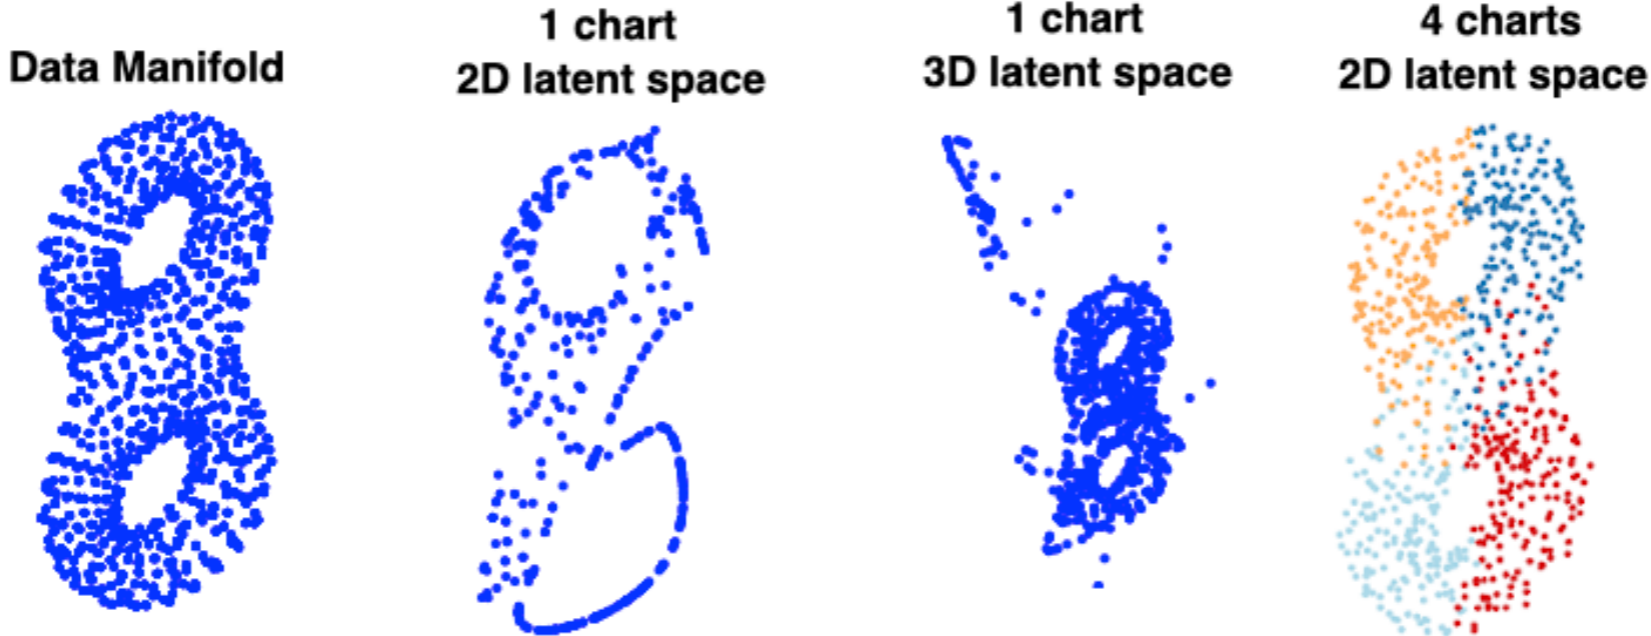 Data Manifold
1 chart
2D latent space
1 chart
3D latent space
4 charts
2D latent space